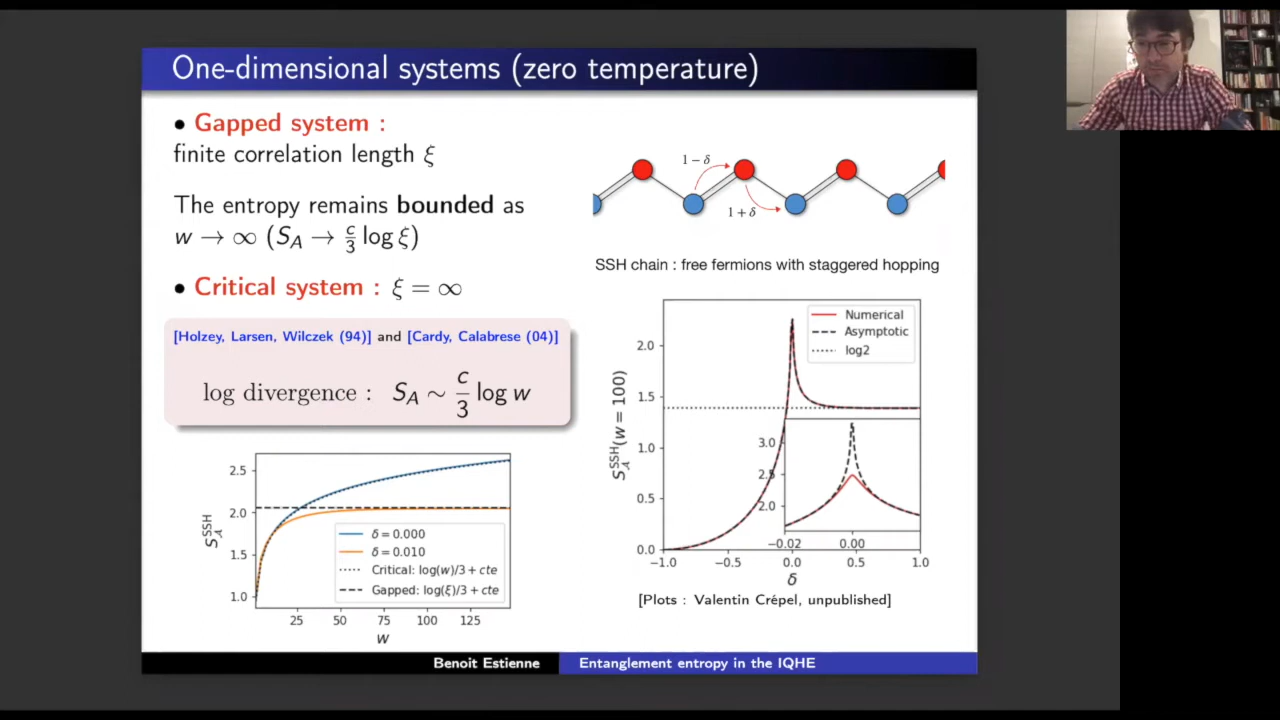 One-dimensional systems (zero temperature)
• Gapped system :
finite correlation length ξ
The entropy remains bounded as
w → ∞ (S_A → c/3 log ξ)
• Critical system : ξ = ∞
[Holzey, Larsen, Wilczek (94)] and [Cardy, Calabrese (04)]
log divergence : S_A ∼ c/3 log w
2.5
2.0
1.5
1.0
S_A^SSH
δ = 0.000
δ = 0.010
Critical: log(w)/3 + cte
Gapped: log(ξ)/3 + cte
25 50 75 100 125
w
1−δ
1+δ
SSH chain : free fermions with staggered hopping
Numerical
Asymptotic
log2
2.0
1.5
1.0
0.5
0.0
S_A^SSH(w = 100)
3.0
2.5
2.0
−0.02 0.00
−1.0 −0.5 0.0 0.5 1.0
δ
[Plots : Valentin Crépel, unpublished]
Benoit Estienne Entanglement entropy in the IQHE